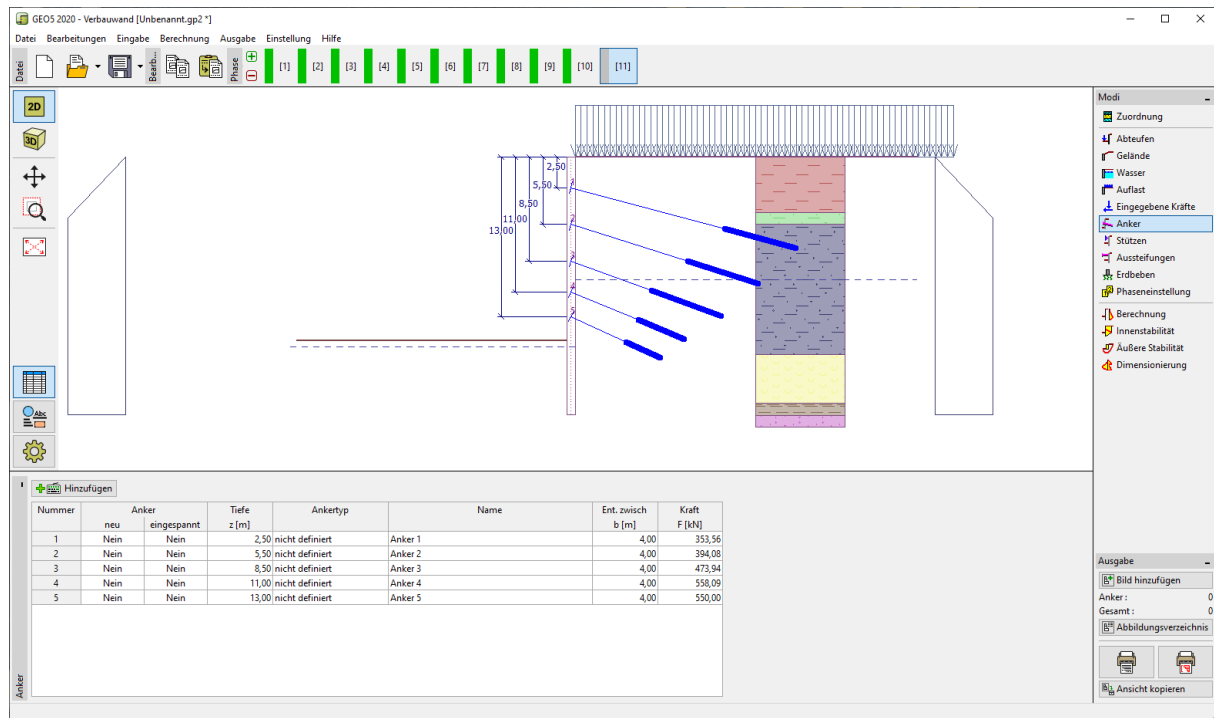 GEO5 2020 - Verbauwand [Unbenannt.gp2 *]
Datei Bearbeitungen Eingabe Berechnung Ausgabe Einstellung Hilfe
Datei Bearb... Phase [1] [2] [3] [4] [5] [6] [7] [8] [9] [10] [11]
2D
3D
Abc
2,50
5,50
8,50
11,00
13,00
1
2
3
4
5
Modi
Zuordnung
Abteufen
Gelände
Wasser
Auflast
Eingegebene Kräfte
Anker
Stützen
Aussteifungen
Erdbeben
Phaseneinstellung
Berechnung
Innenstabilität
Äußere Stabilität
Dimensionierung
Hinzufügen
Nummer Anker Tiefe Ankertyp Name Ent. zwisch Kraft
neu eingespannt z [m] b [m] F [kN]
1 Nein Nein 2,50 nicht definiert Anker 1 4,00 353,56
2 Nein Nein 5,50 nicht definiert Anker 2 4,00 394,08
3 Nein Nein 8,50 nicht definiert Anker 3 4,00 473,94
4 Nein Nein 11,00 nicht definiert Anker 4 4,00 558,09
5 Nein Nein 13,00 nicht definiert Anker 5 4,00 550,00
Anker
Ausgabe
Bild hinzufügen
Anker : 0
Gesamt : 0
Abbildungsverzeichnis
Ansicht kopieren